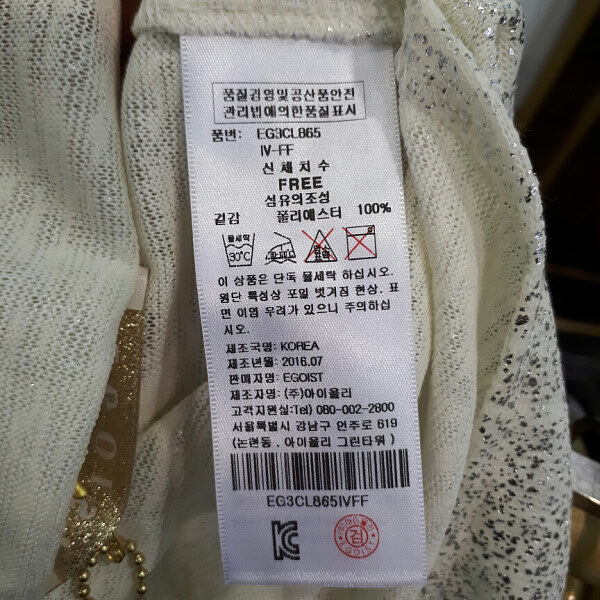 품질경영및공산품안전
관리법에의한품질표시
품번: EG3CL865
IV-FF
신체치수
FREE
섬유의조성
겉감 폴리에스터 100%
물세탁
30℃
이 상품은 단독 물세탁 하십시오.
원단 특성상 포일 벗겨짐 현상. 표
면 이염 우려가 있으니 주의하십
시오.
제조국명: KOREA
제조년월: 2016.07
판매자명: EGOIST
제조자명: (주)아이올리
고객지원실:Tel) 080-002-2800
서울특별시 강남구 언주로 619
(논현동, 아이올리 그린타워)
EG3CL865IVFF
KC
검
EGOIST